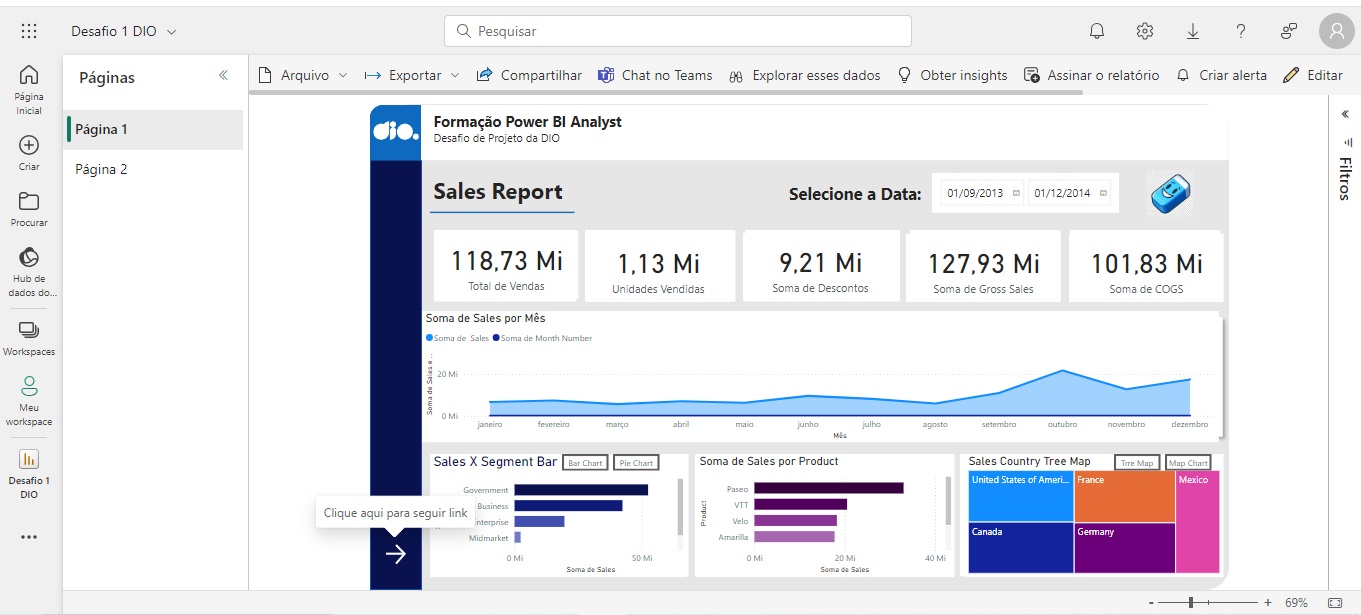 Desafio 1 DIO
Pesquisar
Página Inicial
Criar
Procurar
Hub de dados do...
Workspaces
Meu workspace
Desafio 1 DIO
Páginas
Página 1
Página 2
Arquivo
Exportar
Compartilhar
Chat no Teams
Explorar esses dados
Obter insights
Assinar o relatório
Criar alerta
Editar
dio.
Formação Power BI Analyst
Desafio de Projeto da DIO
Sales Report
Selecione a Data:
01/09/2013
01/12/2014
118,73 Mi
Total de Vendas
1,13 Mi
Unidades Vendidas
9,21 Mi
Soma de Descontos
127,93 Mi
Soma de Gross Sales
101,83 Mi
Soma de COGS
Soma de Sales por Mês
Soma de Sales
Soma de Month Number
Soma de Sales e ...
20 Mi
0 Mi
janeiro
fevereiro
março
abril
maio
junho
julho
agosto
setembro
outubro
novembro
dezembro
Mês
Sales X Segment Bar
Bar Chart
Pie Chart
Government
Business
nterprise
Midmarket
0 Mi
50 Mi
Soma de Sales
Clique aqui para seguir link
Soma de Sales por Product
Product
Paseo
VTT
Velo
Amarilla
0 Mi
20 Mi
40 Mi
Soma de Sales
Sales Country Tree Map
Tree Map
Map Chart
United States of Ameri...
France
Mexico
Canada
Germany
Filtros
- + 69%